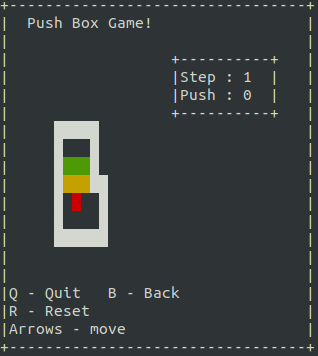 Push Box Game!
Step : 1
Push : 0
Q - Quit B - Back
R - Reset
Arrows - move